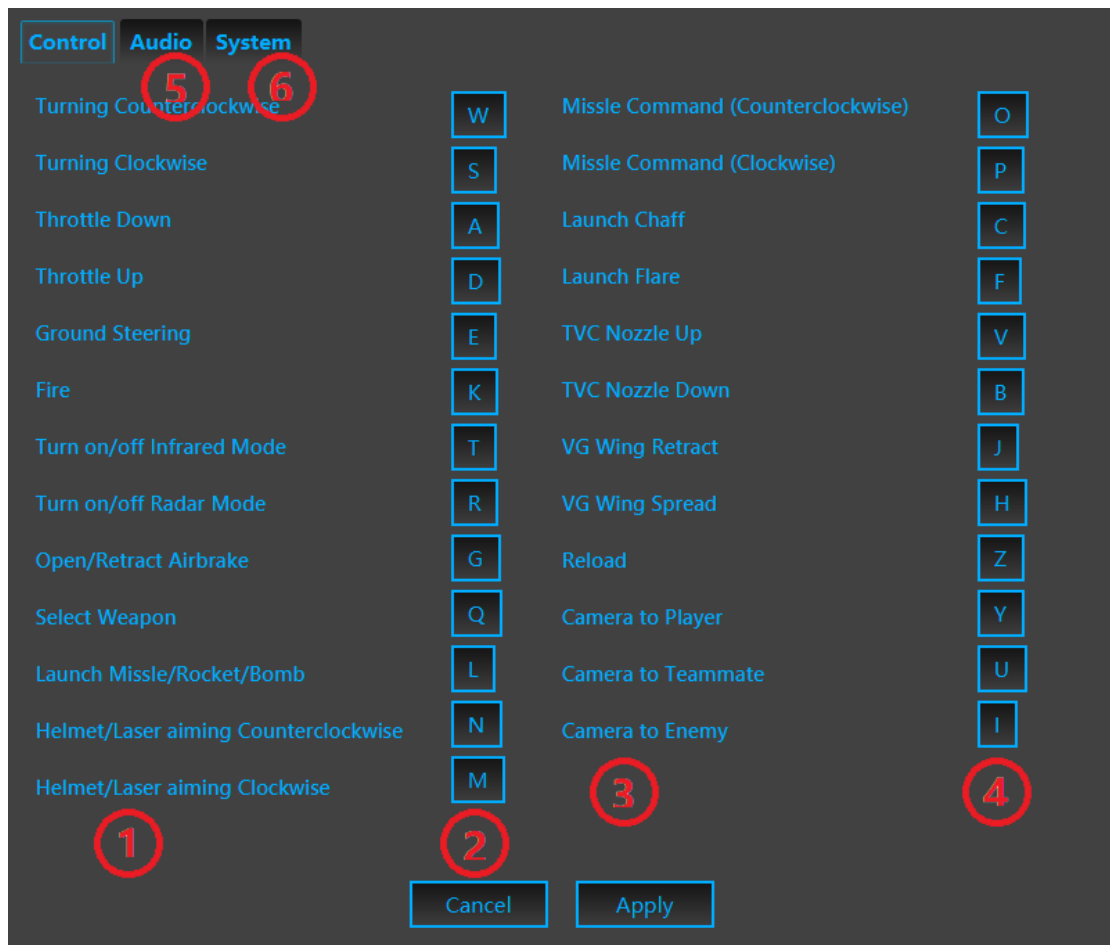 Control Audio System
5 6
Turning Counterclockwise W Missle Command (Counterclockwise) O
Turning Clockwise S Missle Command (Clockwise) P
Throttle Down A Launch Chaff C
Throttle Up D Launch Flare F
Ground Steering E TVC Nozzle Up V
Fire K TVC Nozzle Down B
Turn on/off Infrared Mode T VG Wing Retract J
Turn on/off Radar Mode R VG Wing Spread H
Open/Retract Airbrake G Reload Z
Select Weapon Q Camera to Player Y
Launch Missle/Rocket/Bomb L Camera to Teammate U
Helmet/Laser aiming Counterclockwise N Camera to Enemy I
Helmet/Laser aiming Clockwise M 3 4
1 2
Cancel Apply